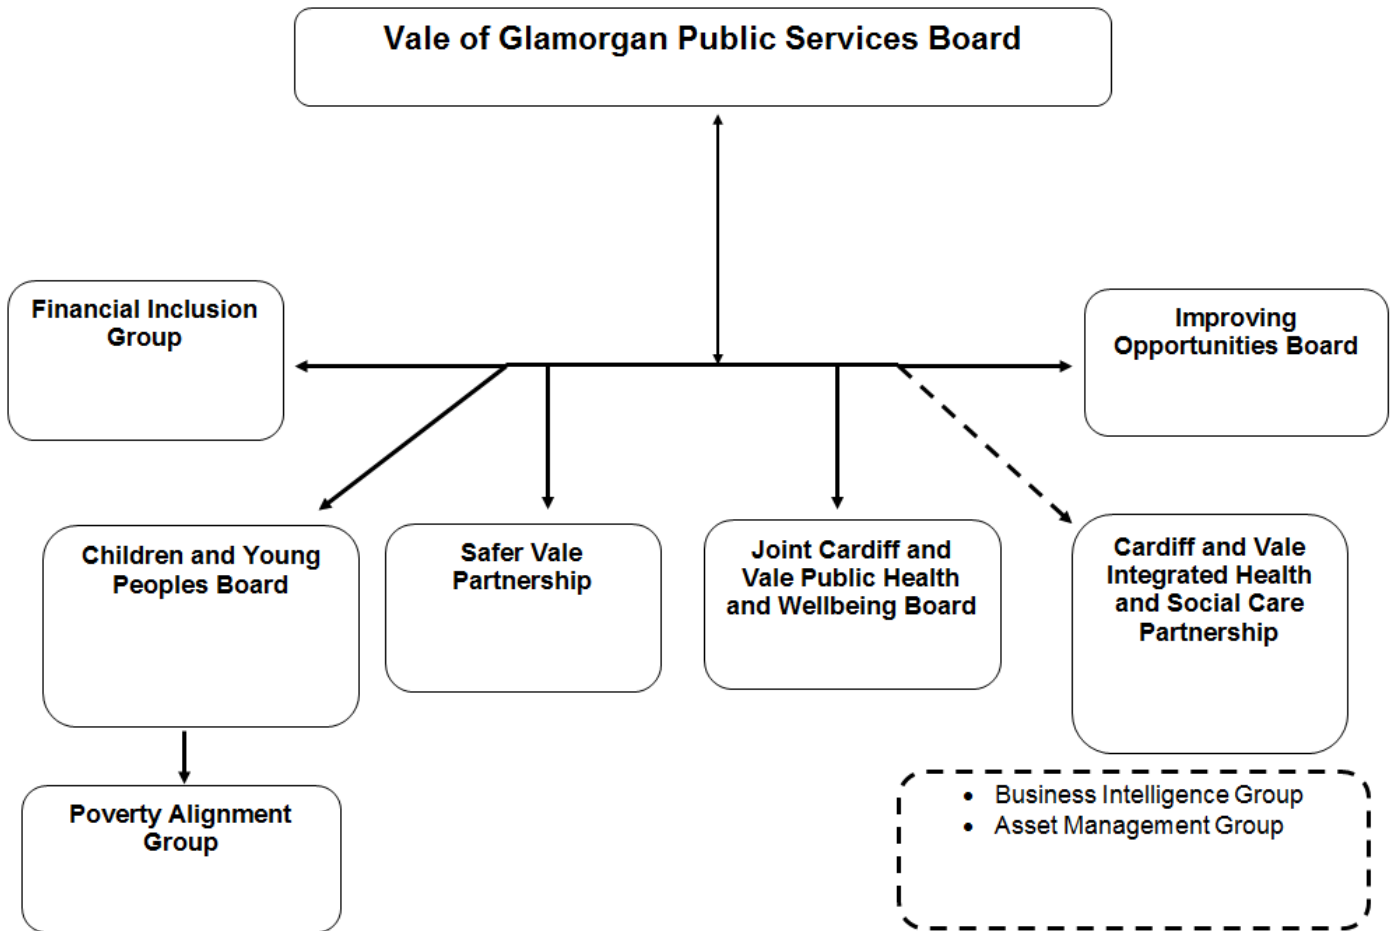 Vale of Glamorgan Public Services Board
Financial Inclusion
Group
Improving
Opportunities Board
Children and Young
Peoples Board
Safer Vale
Partnership
Joint Cardiff and
Vale Public Health
and Wellbeing Board
Cardiff and Vale
Integrated Health
and Social Care
Partnership
Poverty Alignment
Group
• Business Intelligence Group
• Asset Management Group